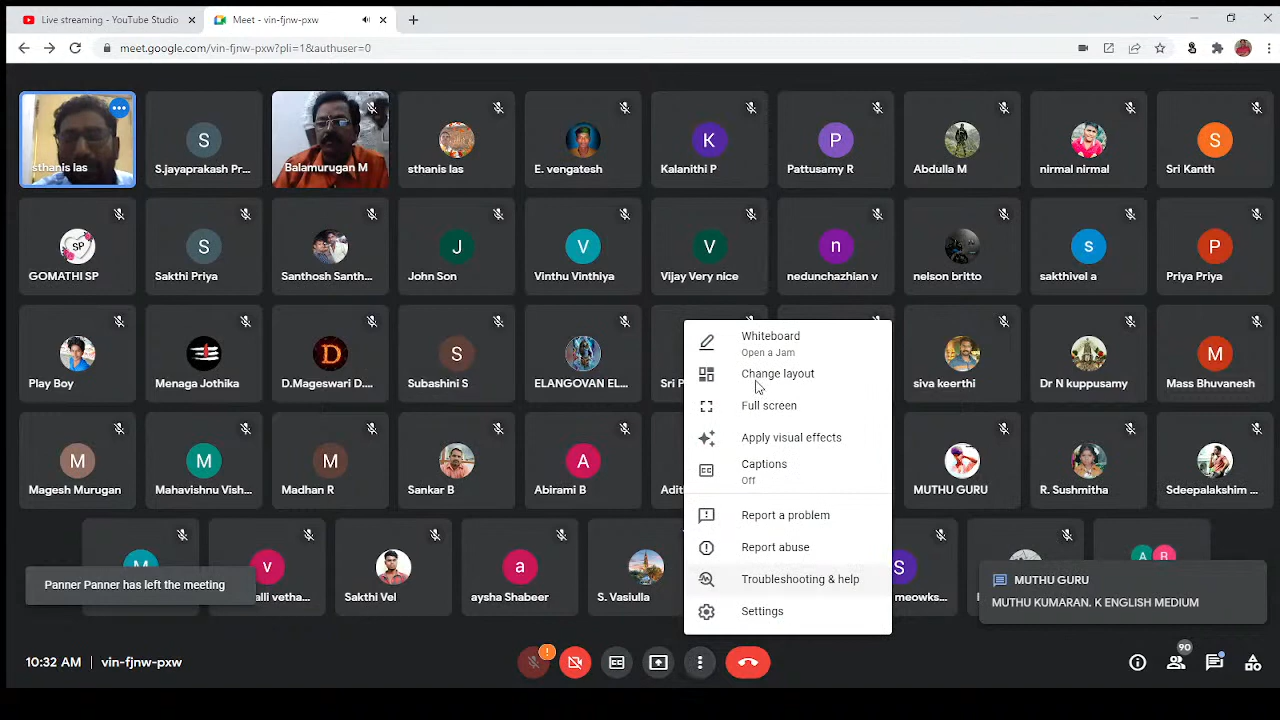 Live streaming - YouTube Studio
Meet - vin-fjnw-pxw
meet.google.com/vin-fjnw-pxw?pli=1&authuser=0
sthanis las
S
S.jayaprakash Pr...
Balamurugan M
sthanis las
E. vengatesh
K
Kalanithi P
P
Pattusamy R
Abdulla M
nirmal nirmal
S
Sri Kanth
SP
GOMATHI SP
S
Sakthi Priya
Santhosh Santh...
J
John Son
V
Vinthu Vinthiya
V
Vijay Very nice
n
nedunchazhian v
nelson britto
s
sakthivel a
P
Priya Priya
Play Boy
Menaga Jothika
D
D.Mageswari D....
S
Subashini S
ELANGOVAN EL...
Sri P
siva keerthi
Dr N kuppusamy
M
Mass Bhuvanesh
M
Magesh Murugan
M
Mahavishnu Vish...
M
Madhan R
Sankar B
A
Abirami B
Adit
MUTHU GURU
R. Sushmitha
Sdeepalakshim ...
Whiteboard
Open a Jam
Change layout
Full screen
Apply visual effects
Captions
Off
Report a problem
Report abuse
Troubleshooting & help
Settings
M
v
alli vetha...
Sakthi Vel
a
aysha Shabeer
S. Vasiulla
S
meowks...
A
R
Panner Panner has left the meeting
MUTHU GURU
MUTHU KUMARAN. K ENGLISH MEDIUM
10:32 AM | vin-fjnw-pxw
CC
90